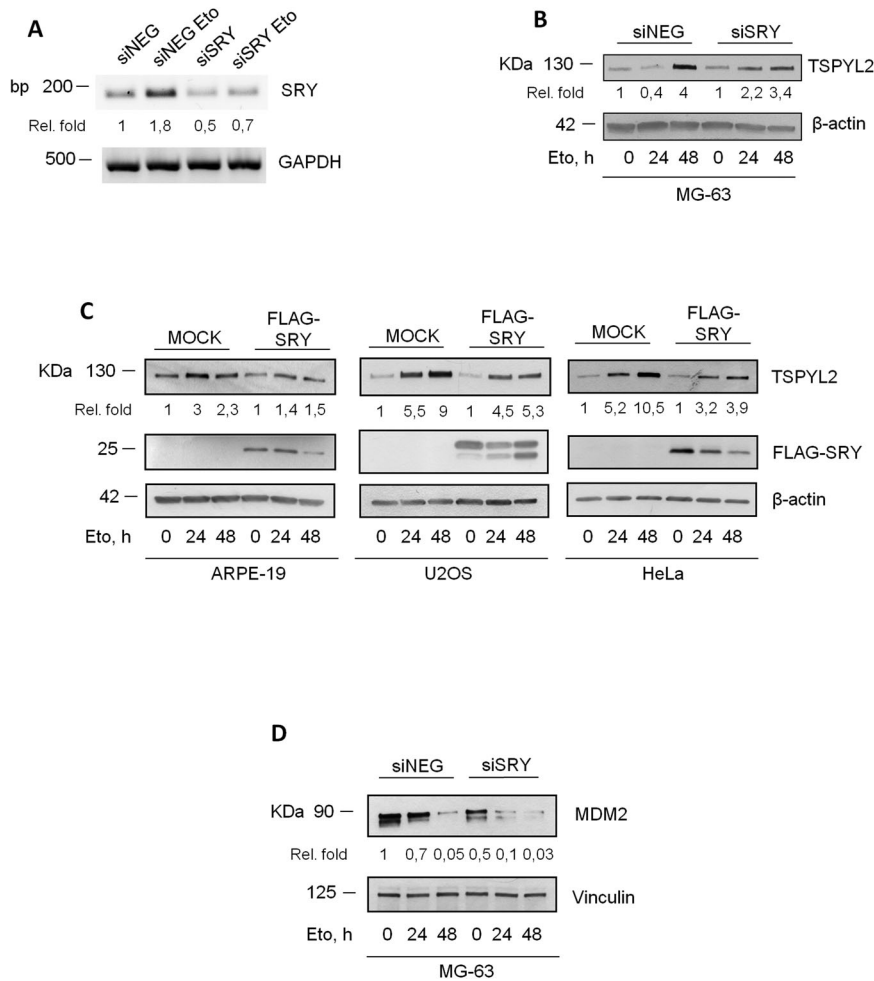 A
siNEG siNEG Eto siSRY siSRY Eto
bp 200 SRY
Rel. fold 1 1,8 0,5 0,7
500 GAPDH
B
siNEG siSRY
KDa 130 TSPYL2
Rel. fold 1 0,4 4 1 2,2 3,4
42 β-actin
Eto, h 0 24 48 0 24 48
MG-63
C
MOCK FLAG-SRY MOCK FLAG-SRY MOCK FLAG-SRY
KDa 130 TSPYL2
Rel. fold 1 3 2,3 1 1,4 1,5 1 5,5 9 1 4,5 5,3 1 5,2 10,5 1 3,2 3,9
25 FLAG-SRY
42 β-actin
Eto, h 0 24 48 0 24 48 0 24 48 0 24 48 0 24 48 0 24 48
ARPE-19 U2OS HeLa
D
siNEG siSRY
KDa 90 MDM2
Rel. fold 1 0,7 0,05 0,5 0,1 0,03
125 Vinculin
Eto, h 0 24 48 0 24 48
MG-63